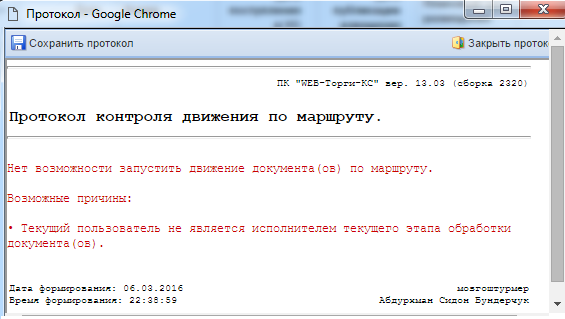 Протокол - Google Chrome
Сохранить протокол
Закрыть проток
ПК "WEB-Торги-КС" вер. 13.03 (сборка 2320)
Протокол контроля движения по маршруту.
Нет возможности запустить движение документа(ов) по маршруту.
Возможные причины:
• Текущий пользователь не является исполнителем текущего этапа обработки
документа(ов).
Дата формирования: 06.03.2016 мовгоштурмер
Время формирования: 22:38:59 Абдурхман Сидон Бундерчук